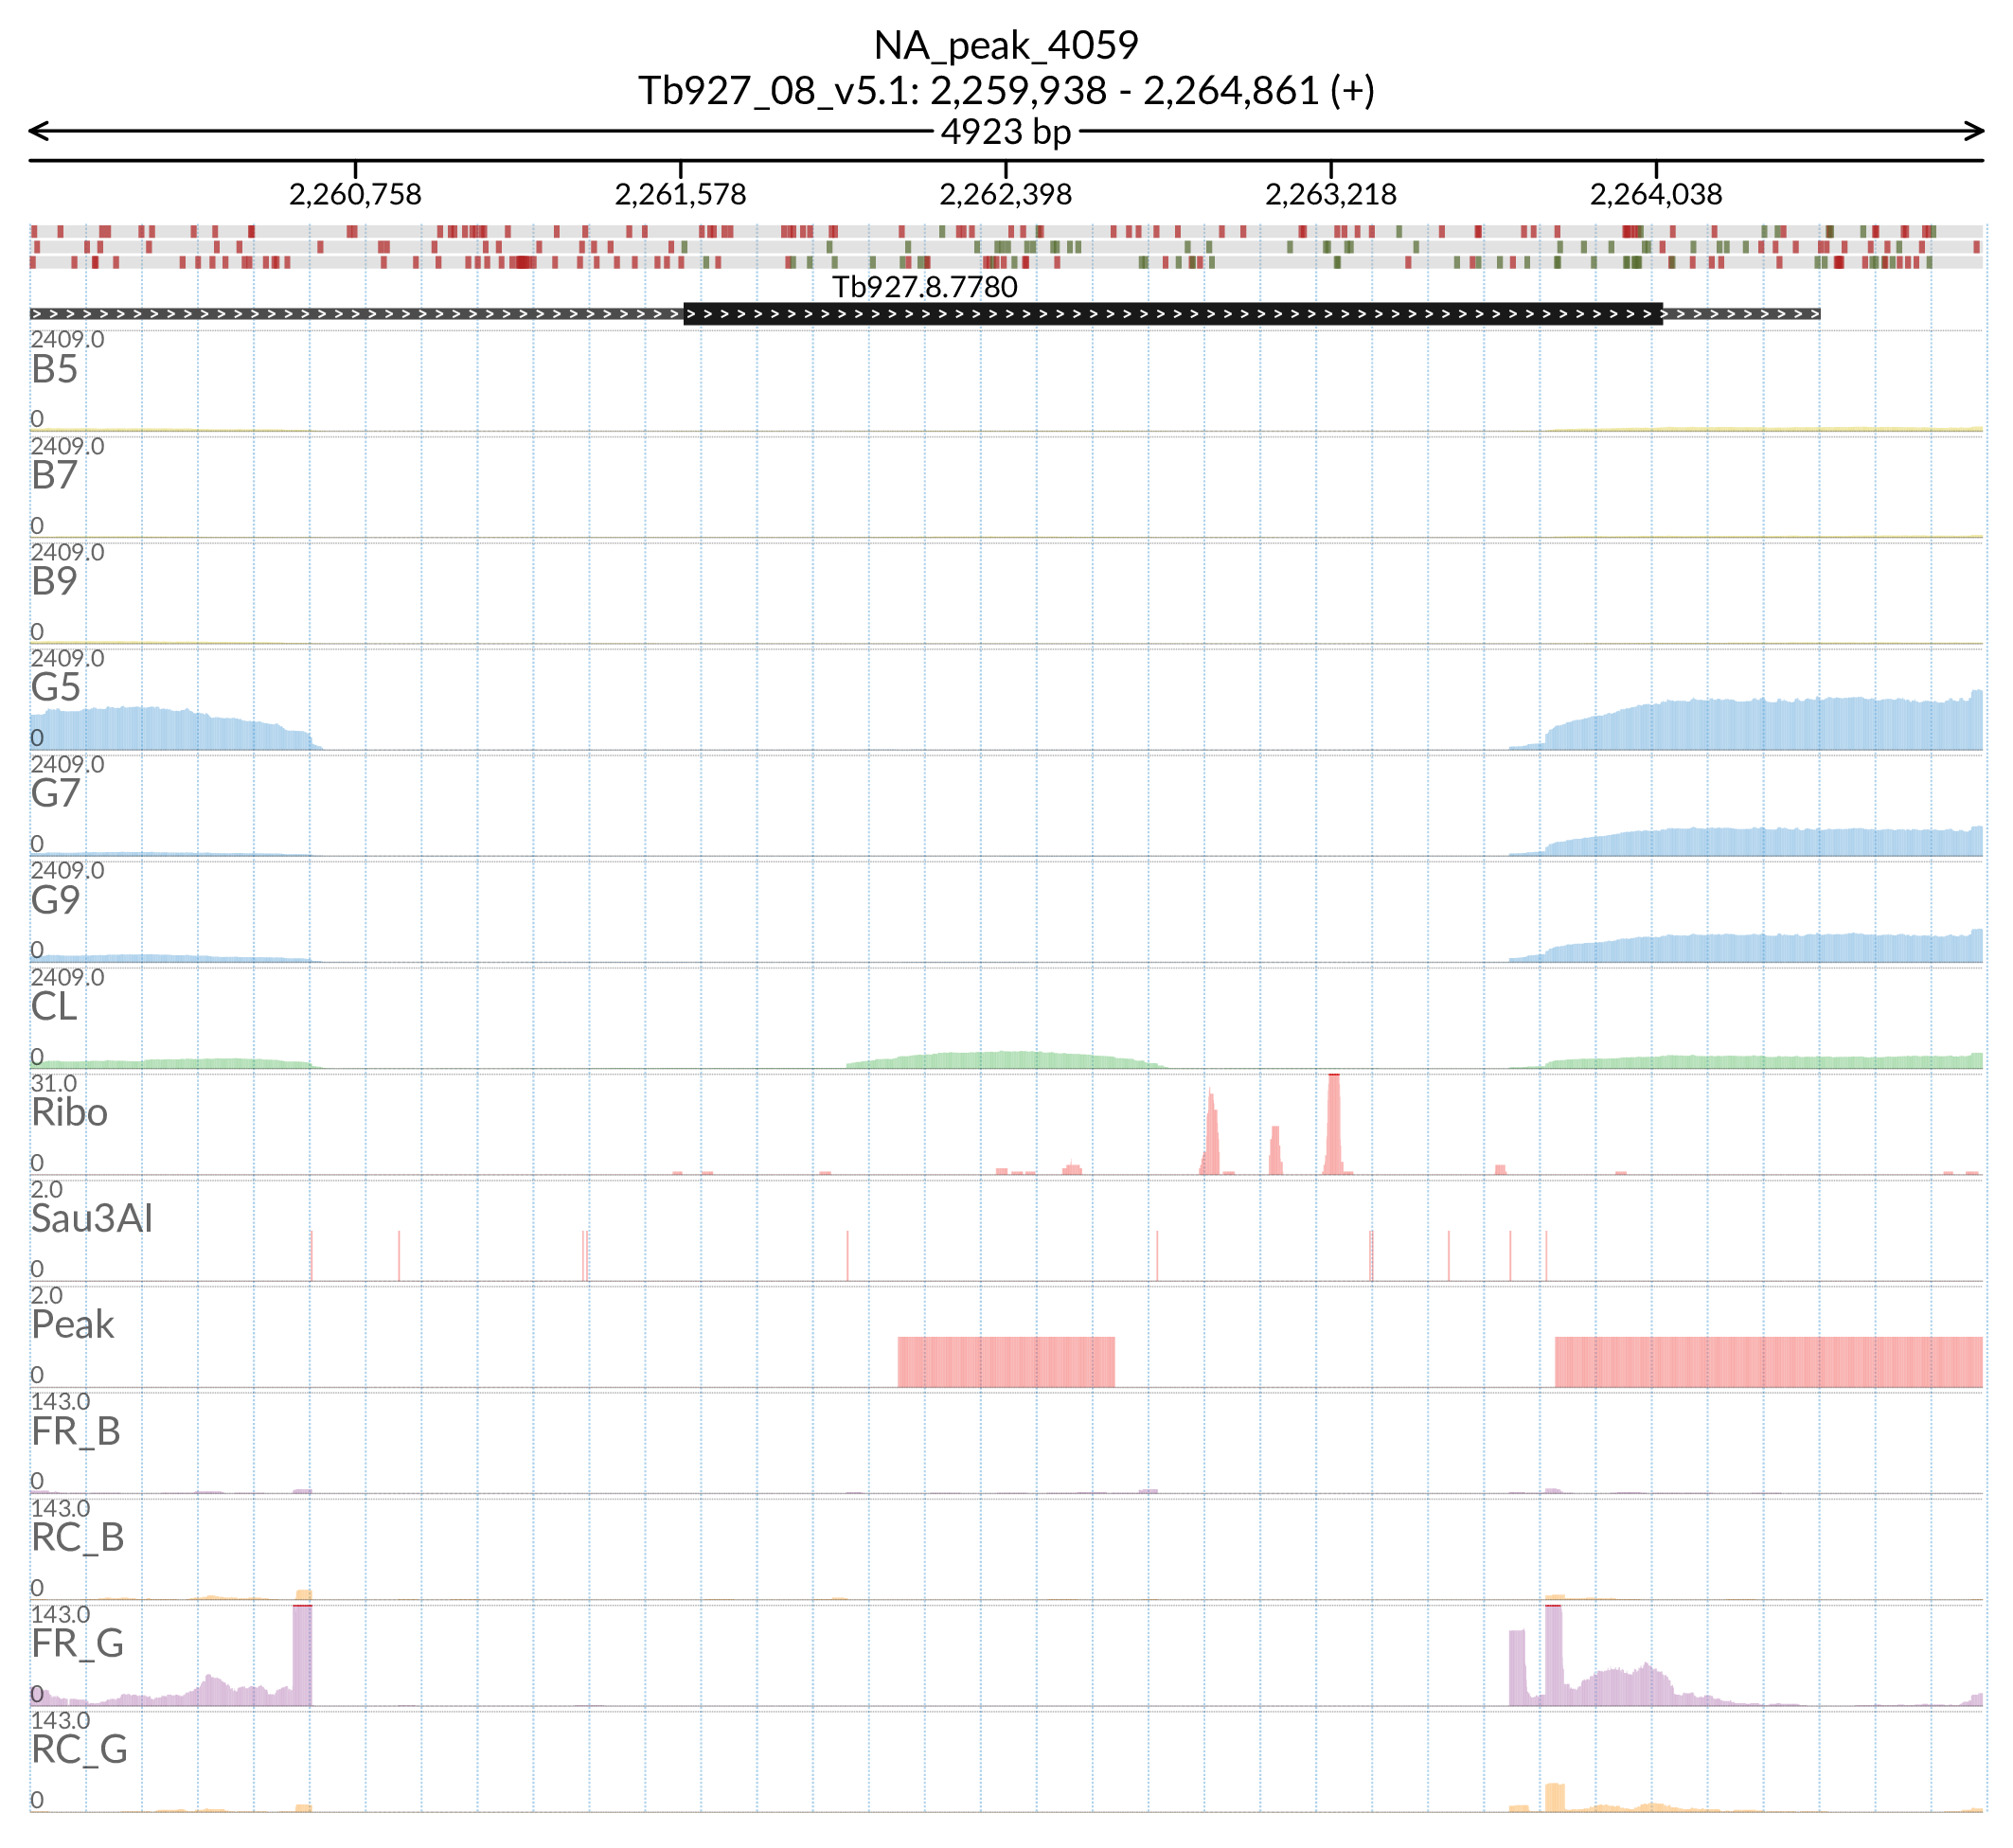 NA_peak_4059
Tb927_08_v5.1: 2,259,938 - 2,264,861 (+)
4923 bp
2,260,758 2,261,578 2,262,398 2,263,218 2,264,038
Tb927.8.7780
2409.0
B5
0
2409.0
B7
0
2409.0
B9
0
2409.0
G5
0
2409.0
G7
0
2409.0
G9
0
2409.0
CL
0
31.0
Ribo
0
2.0
Sau3AI
0
2.0
Peak
0
143.0
FR_B
0
143.0
RC_B
0
143.0
FR_G
0
143.0
RC_G
0